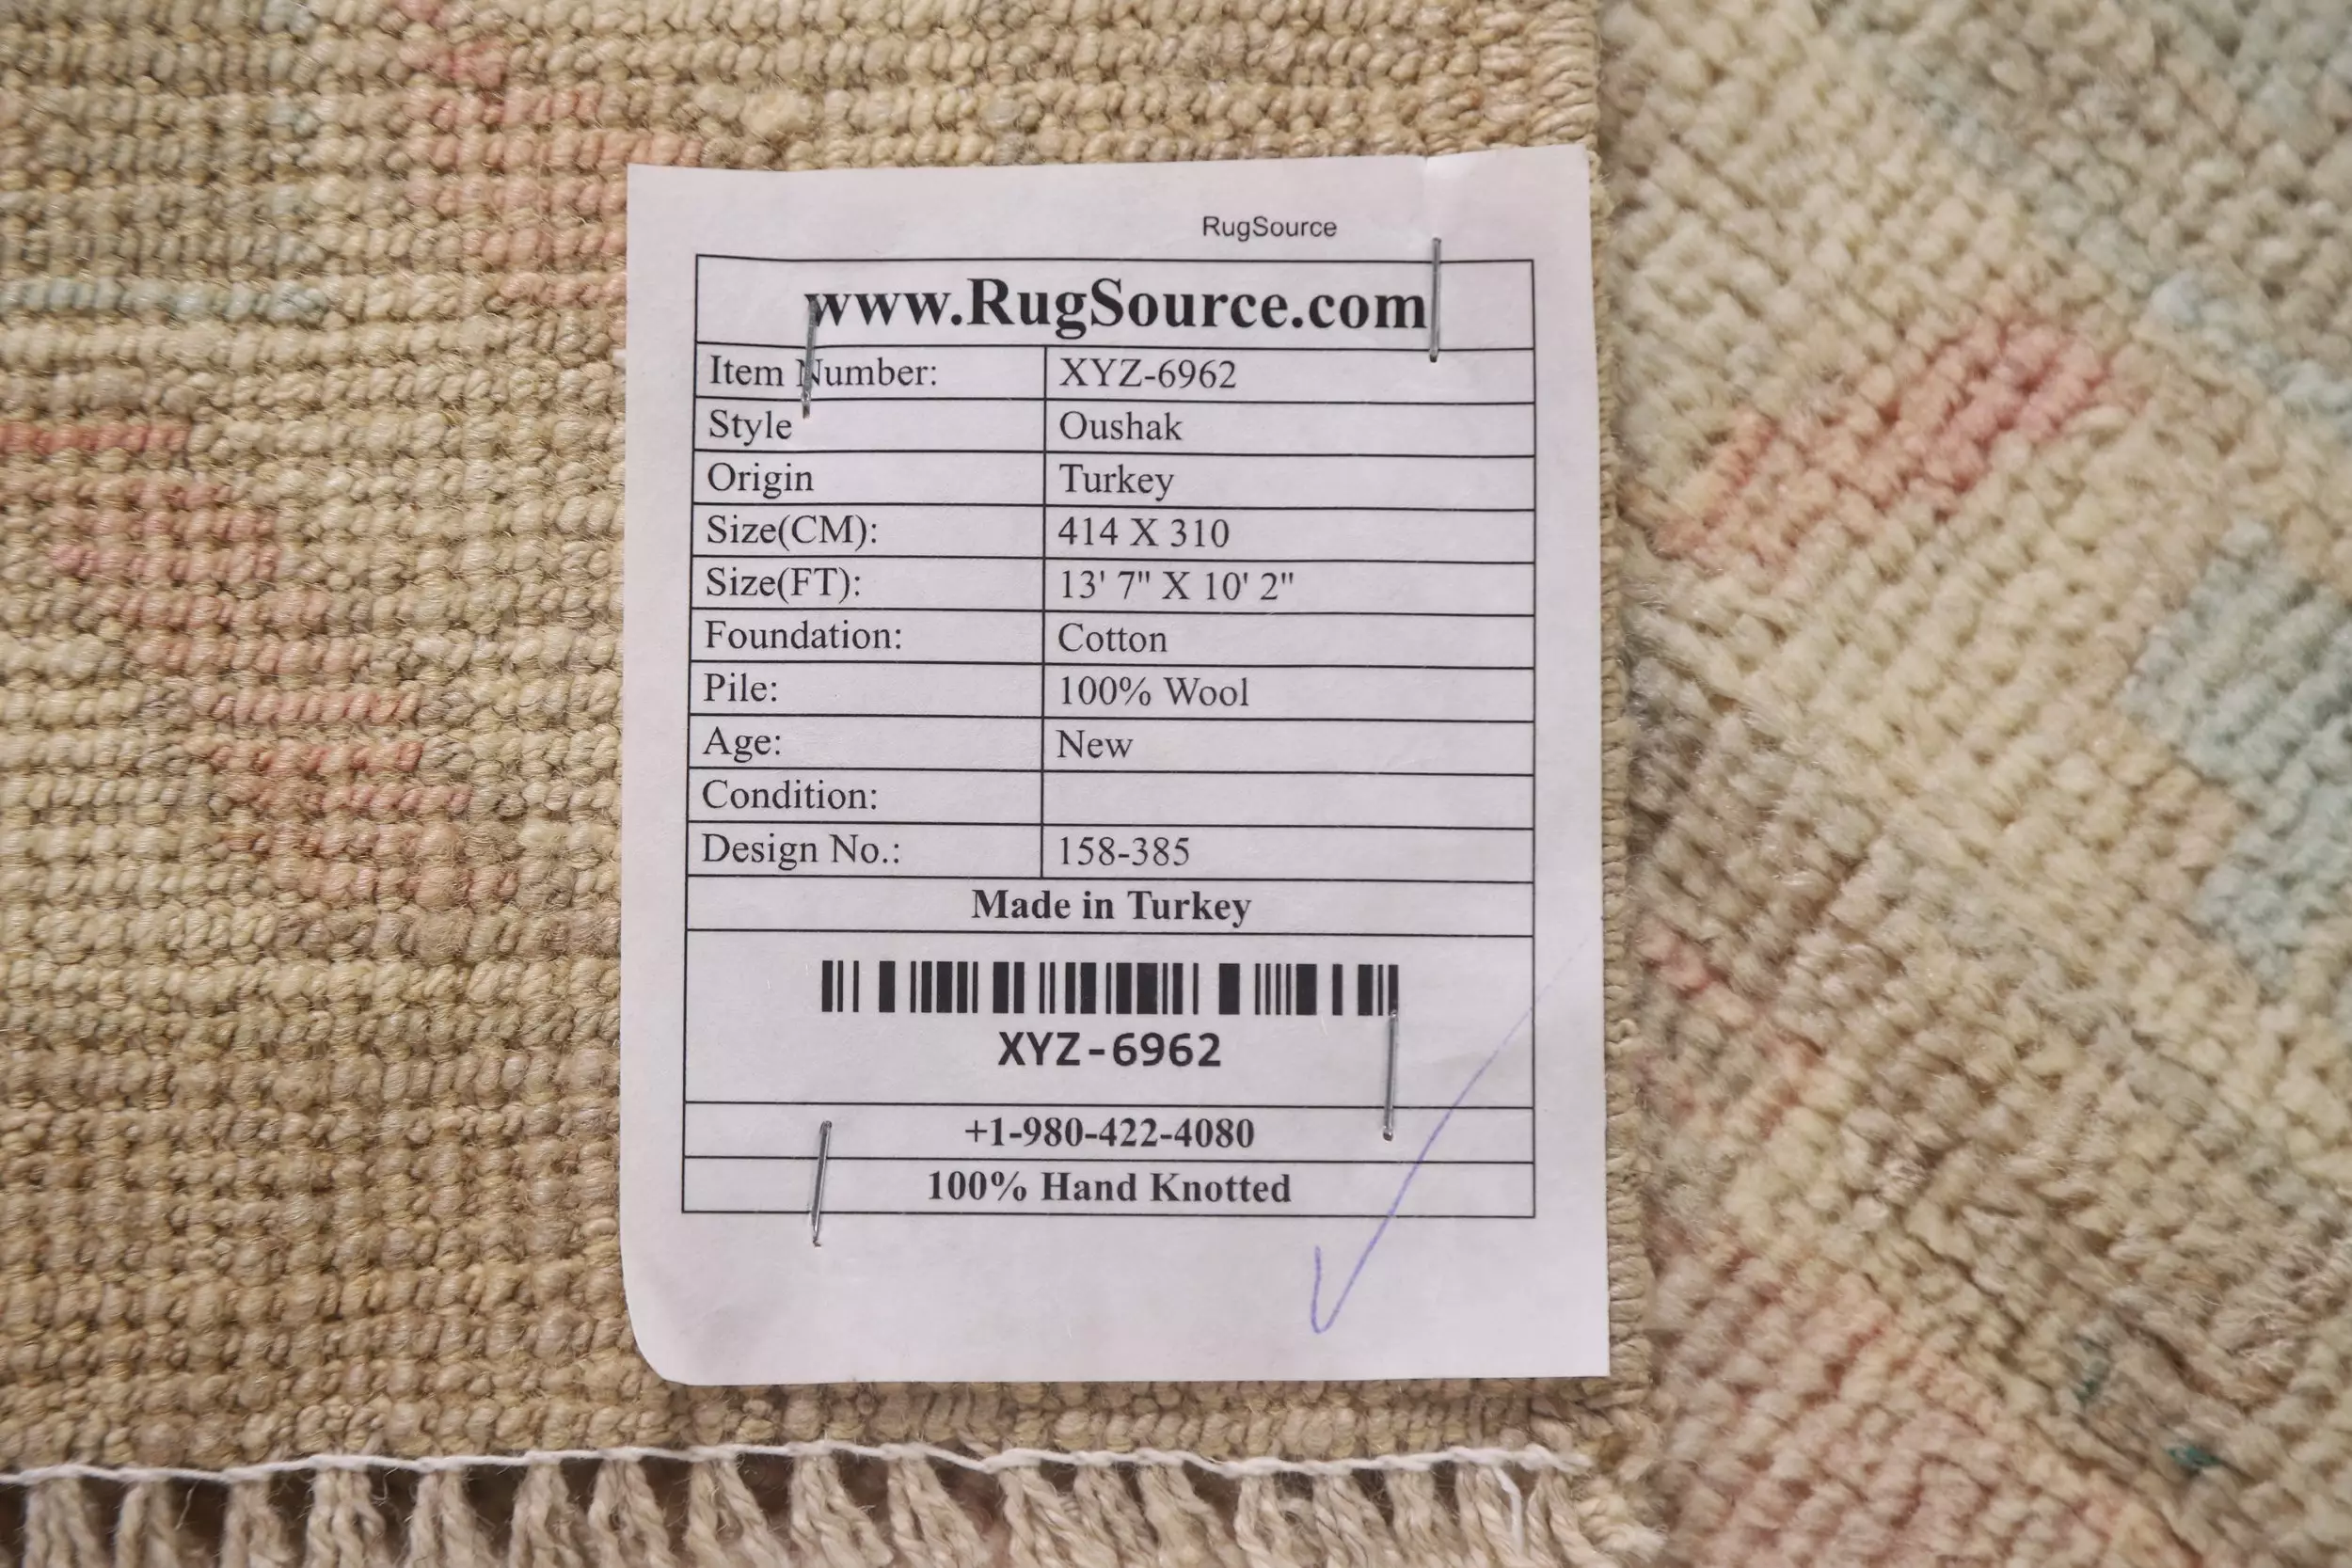 RugSource
www.RugSource.com
Item Number: XYZ-6962
Style Oushak
Origin Turkey
Size(CM): 414 X 310
Size(FT): 13' 7" X 10' 2"
Foundation: Cotton
Pile: 100% Wool
Age: New
Condition:
Design No.: 158-385
Made in Turkey
XYZ-6962
+1-980-422-4080
100% Hand Knotted